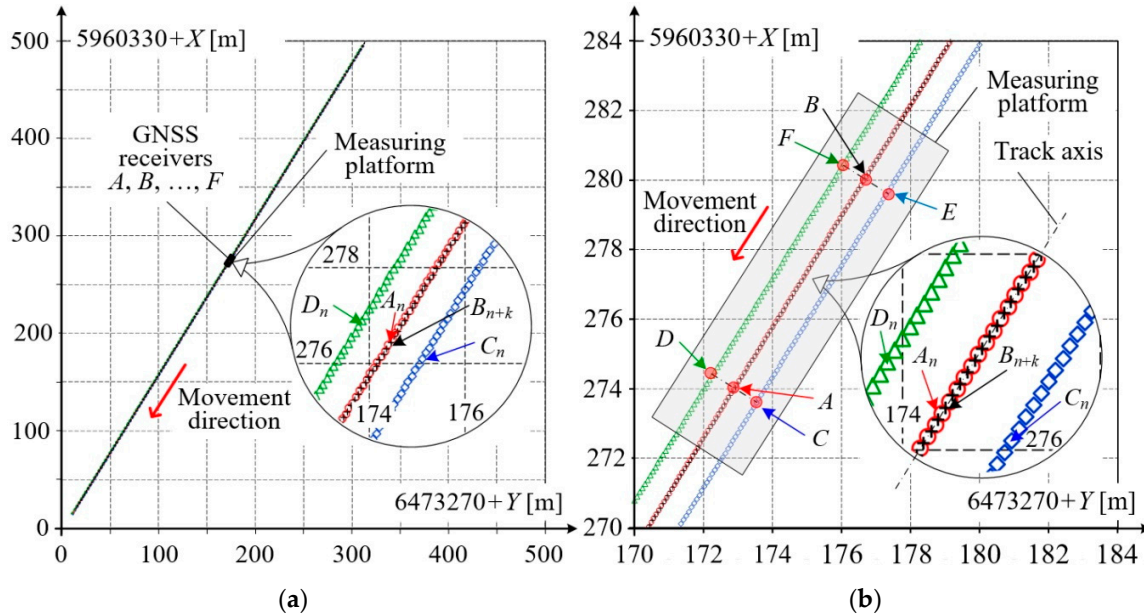 5960330+X [m]
500
400
300
200
100
0
GNSS
receivers
A, B, …, F
Measuring
platform
278
276
174
176
Dn
An
Bn+k
Cn
Movement
direction
6473270+Y [m]
0 100 200 300 400 500
(a)
5960330+X [m]
284
282
280
278
276
274
272
270
B
F
E
D
A
C
Measuring
platform
Track axis
Movement
direction
Dn
An
Bn+k
Cn
174
276
6473270+Y [m]
170 172 174 176 178 180 182 184
(b)